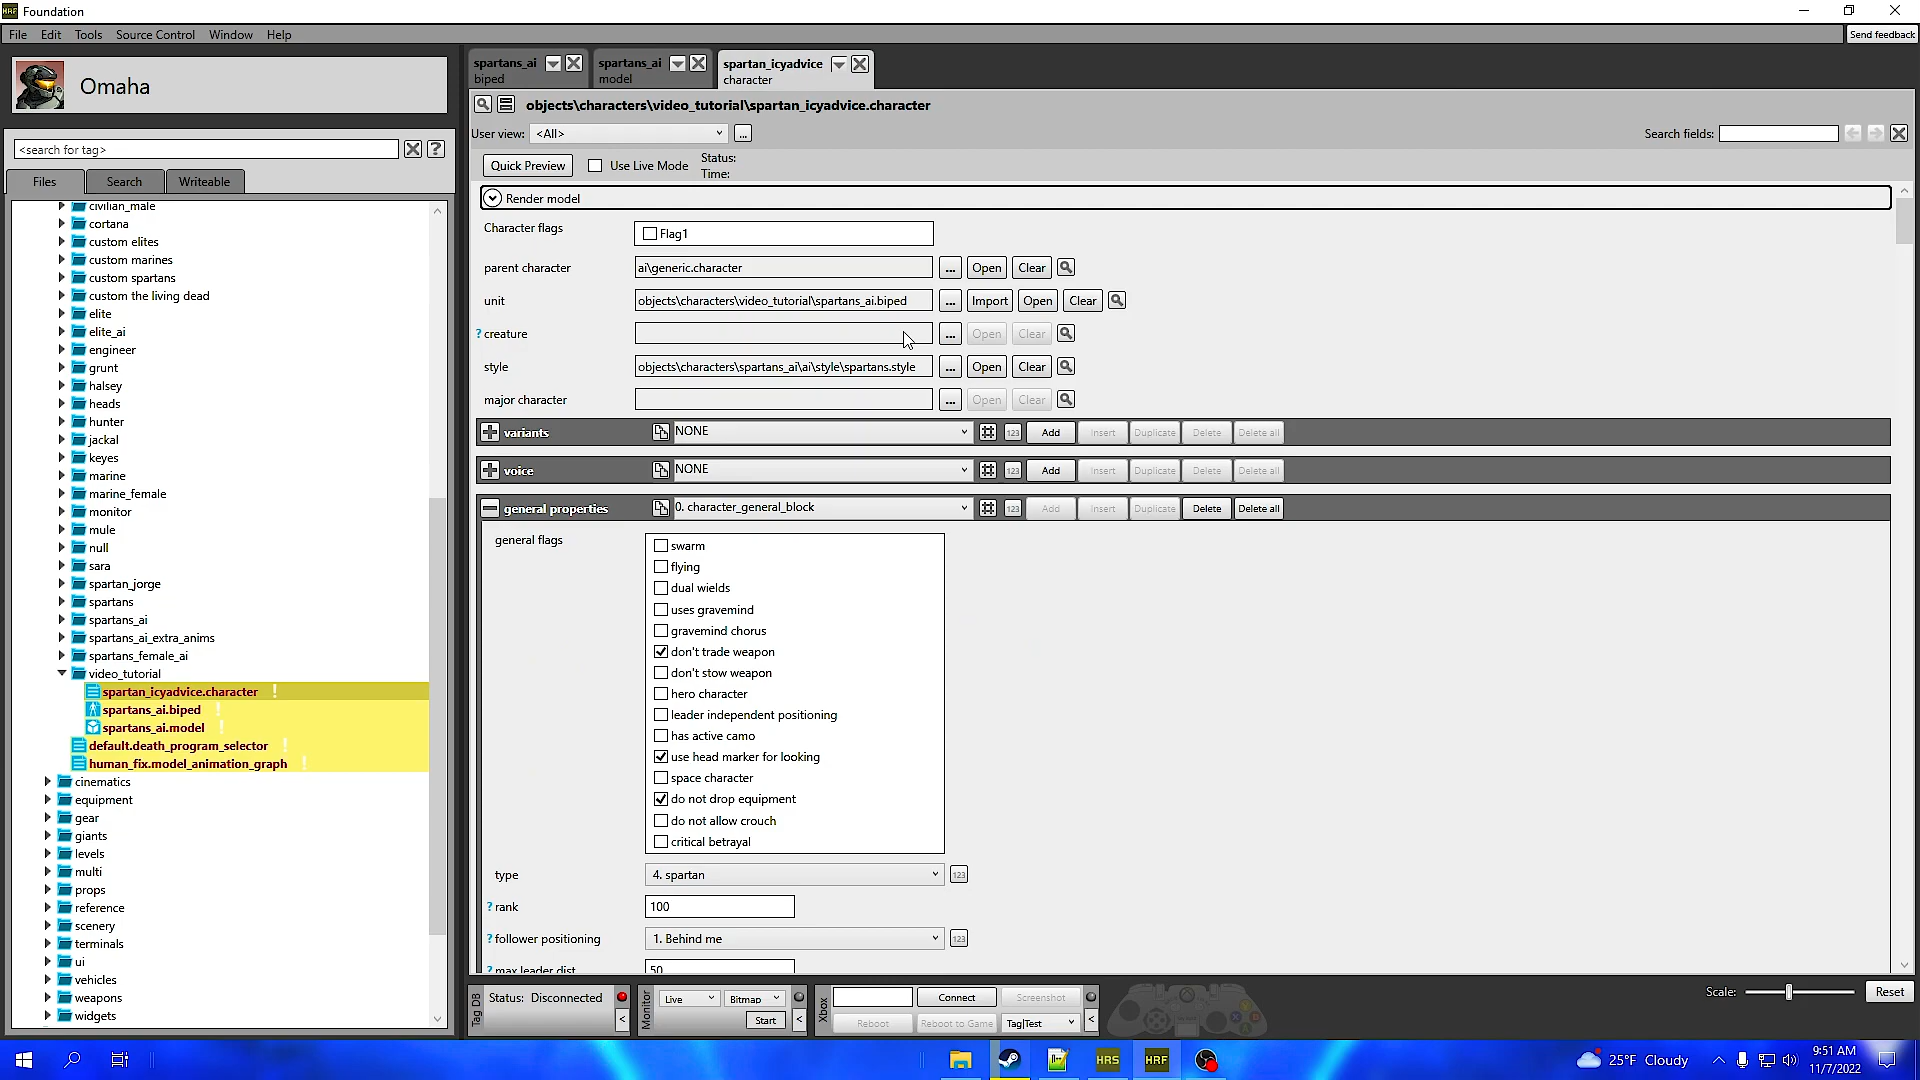 HRF Foundation
File Edit Tools Source Control Window Help
Send feedback
Omaha
<search for tag>
?
Files Search Writeable
civilian_male
cortana
custom elites
custom marines
custom spartans
custom the living dead
elite
elite_ai
engineer
grunt
halsey
heads
hunter
jackal
keyes
marine
marine_female
monitor
mule
null
sara
spartan_jorge
spartans
spartans_ai
spartans_ai_extra_anims
spartans_female_ai
video_tutorial
spartan_icyadvice.character !
spartans_ai.biped !
spartans_ai.model !
default.death_program_selector !
human_fix.model_animation_graph !
cinematics
equipment
gear
giants
levels
multi
props
reference
scenery
terminals
ui
vehicles
weapons
widgets
spartans_ai biped
spartans_ai model
spartan_icyadvice character
objects\characters\video_tutorial\spartan_icyadvice.character
User view: <All> ...
Search fields:
Quick Preview Use Live Mode Status:
Time:
Render model
Character flags Flag1
parent character ai\generic.character ... Open Clear
unit objects\characters\video_tutorial\spartans_ai.biped ... Import Open Clear
? creature ... Open Clear
style objects\characters\spartans_ai\ai\style\spartans.style ... Open Clear
major character ... Open Clear
variants NONE 123 Add Insert Duplicate Delete Delete all
voice NONE 123 Add Insert Duplicate Delete Delete all
general properties 0. character_general_block 123 Add Insert Duplicate Delete Delete all
general flags swarm
flying
dual wields
uses gravemind
gravemind chorus
don't trade weapon
don't stow weapon
hero character
leader independent positioning
has active camo
use head marker for looking
space character
do not drop equipment
do not allow crouch
critical betrayal
type 4. spartan 123
? rank 100
? follower positioning 1. Behind me 123
? max leader dist 50
Tag DB Status: Disconnected <
Monitor Live Bitmap Start <
Xbox Connect Screenshot
Reboot Reboot to Game Tag|Test <
Scale: Reset
HRS HRF
25°F Cloudy
9:51 AM
11/7/2022